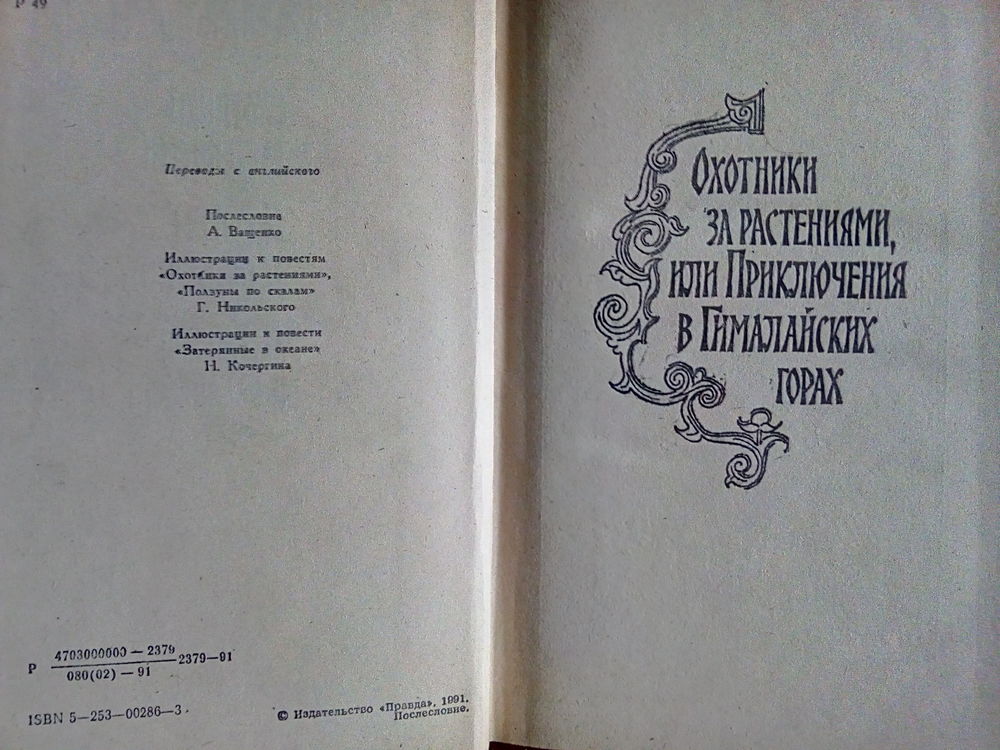 Р 49
Переводы с английского
Послесловие
А. Ващенко
Иллюстрации к повестям
«Охотники за растениями»,
«Ползуны по скалам»
Г. Никольского
Иллюстрации к повести
«Затерянные в океане»
Н. Кочергина
Р 4703000000—2379 2379—91
080(02)—91
ISBN 5—253—00286—3
© Издательство «Правда», 1991.
Послесловие.
Охотники
за растениями,
или Приключения
в Гималайских
горах